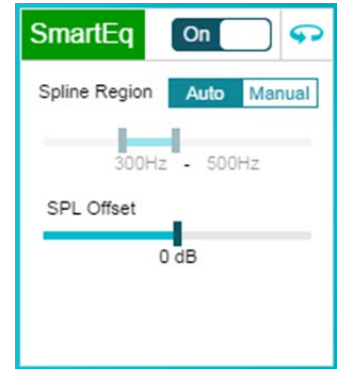 SmartEq On
Spline Region Auto Manual
300Hz - 500Hz
SPL Offset
0 dB